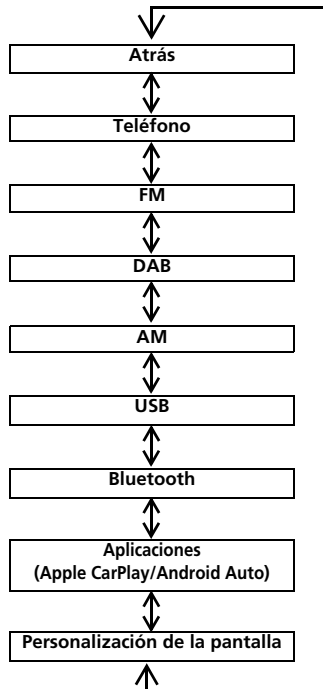 Atrás
Teléfono
FM
DAB
AM
USB
Bluetooth
Aplicaciones
(Apple CarPlay/Android Auto)
Personalización de la pantalla